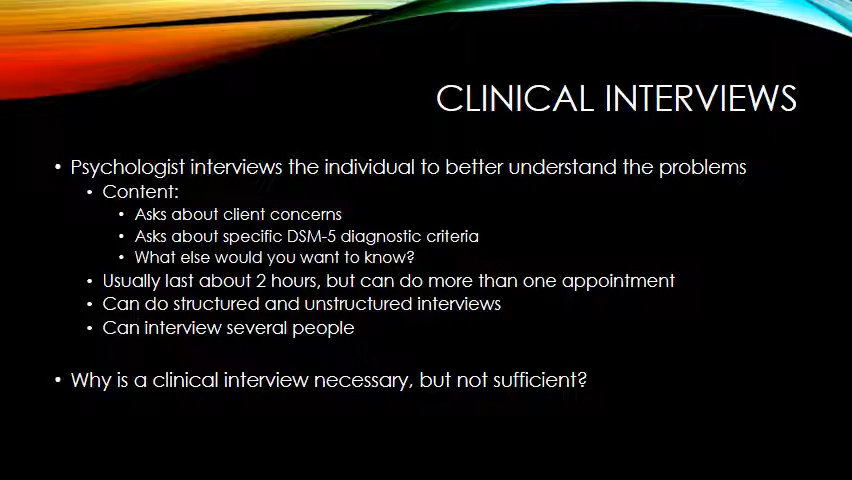 CLINICAL INTERVIEWS
• Psychologist interviews the individual to better understand the problems
• Content:
• Asks about client concerns
• Asks about specific DSM-5 diagnostic criteria
• What else would you want to know?
• Usually last about 2 hours, but can do more than one appointment
• Can do structured and unstructured interviews
• Can interview several people
• Why is a clinical interview necessary, but not sufficient?